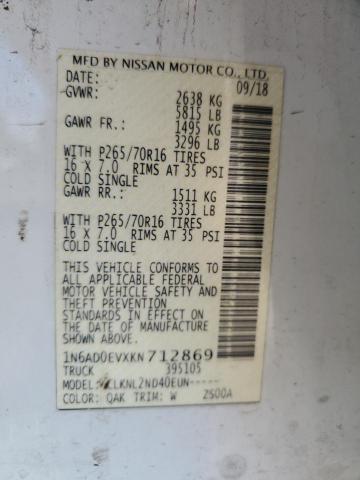 MFD BY NISSAN MOTOR CO., LTD.
DATE: 09/18
GVWR: 2638 KG
5815 LB
GAWR FR.: 1495 KG
3296 LB
WITH P265/70R16 TIRES
16 X 7.0 RIMS AT 35 PSI
COLD SINGLE
GAWR RR.: 1511 KG
3331 LB
WITH P265/70R16 TIRES
16 X 7.0 RIMS AT 35 PSI
COLD SINGLE
THIS VEHICLE CONFORMS TO
ALL APPLICABLE FEDERAL
MOTOR VEHICLE SAFETY AND
THEFT PREVENTION
STANDARDS IN EFFECT ON
THE DATE OF MANUFACTURE
SHOWN ABOVE.
1N6AD0EVXKN712869
TRUCK 395105
MODEL: CLKNL2ND40EUN-----
COLOR: QAK TRIM: W 2S00A